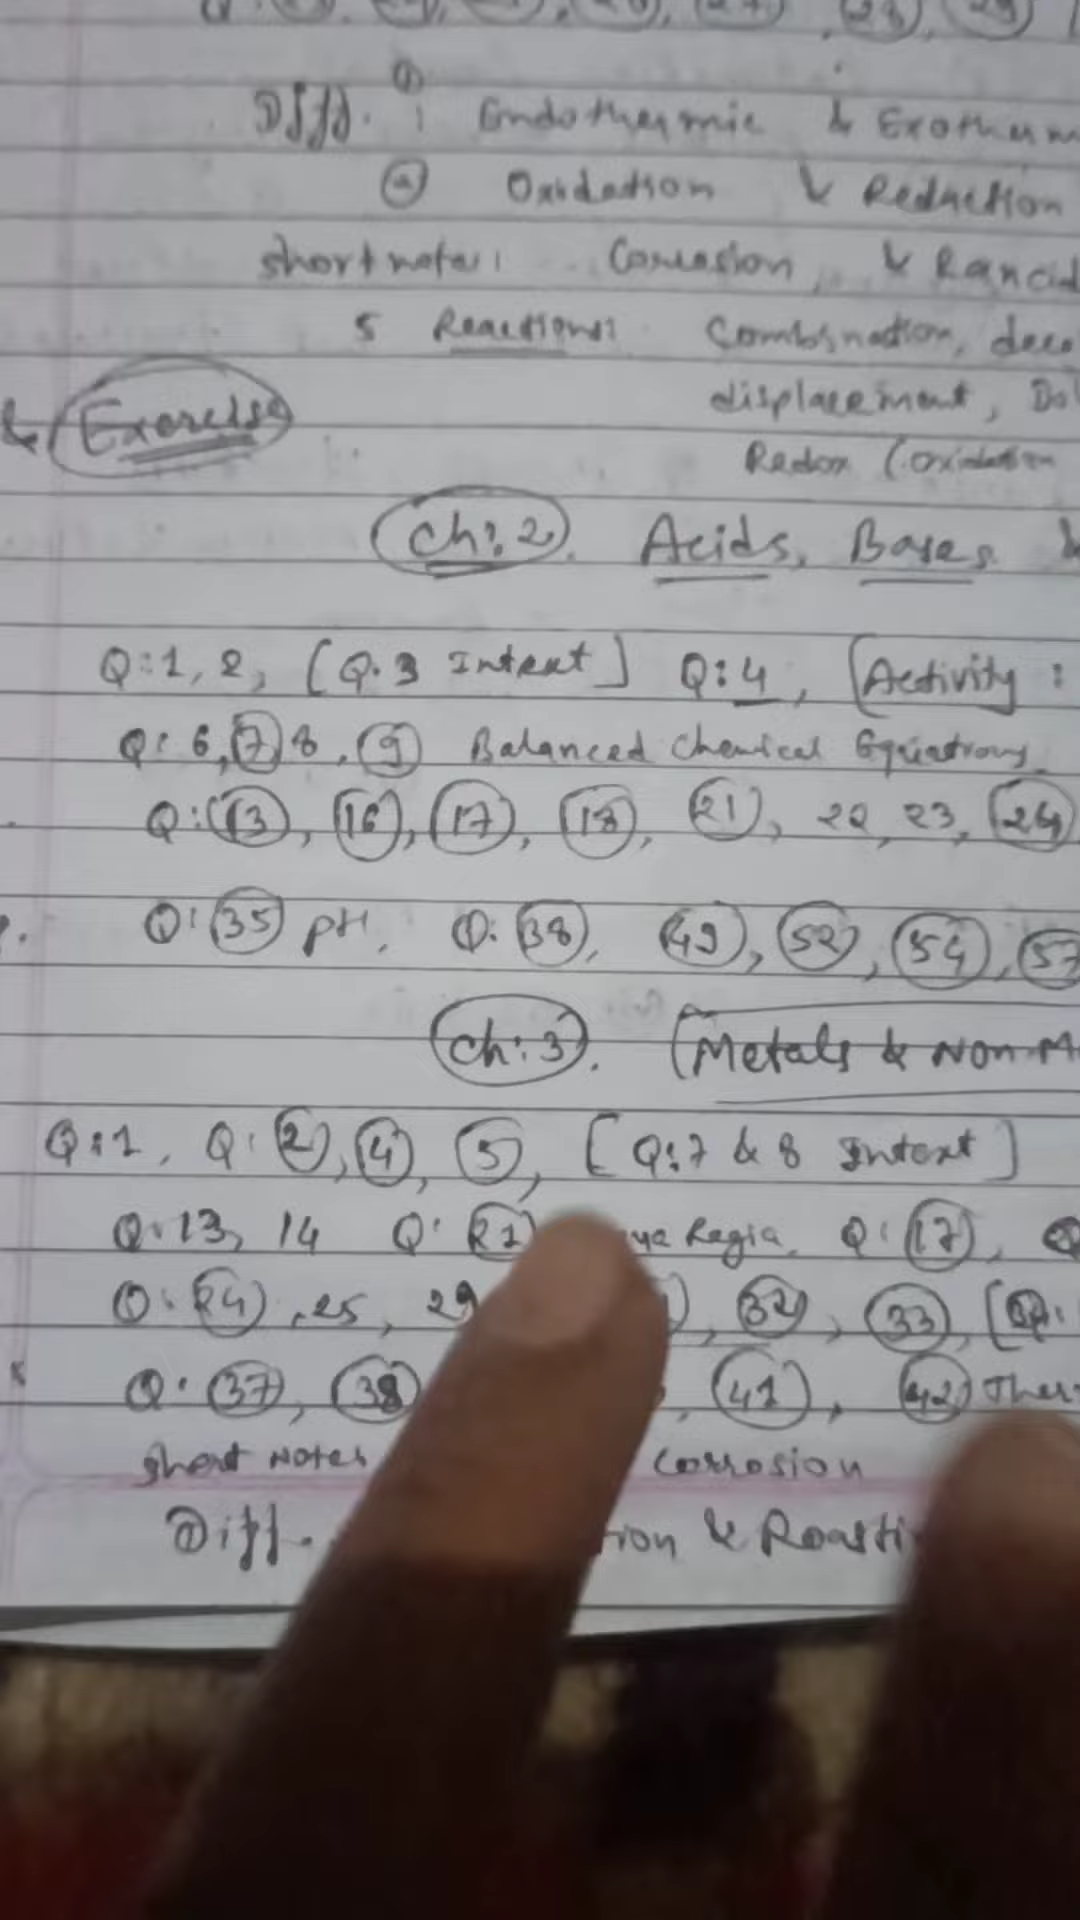 Diff. : ① Endothermic & Exotherm
② Oxidation & Reduction
short notes: Corrosion, & Rancid
5 Reactions: Combination, deco
displacement, Do
& Exercise Redox (oxidation
Ch: 2. Acids, Bases
Q: 1, 2, [Q. 3 Intext] Q: 4, [Activity :
Q: 6, 7, 8, 9 Balanced Chemical Equations
Q: 13, 16, 17, 18, 21, 22, 23, 24
Q: 35 pH, Q: 38, 49, 52, 54, 57
Ch: 3. (Metals & Non-M
Q: 1, Q: 2, 4, 5, [Q: 7 & 8 Intext]
Q: 13, 14 Q: 21 Regia, Q: 17,
Q: 24, 25, 29 , 32, 33,
Q: 37, 38 , 41, 42 Ther
short Notes Corrosion
Diff. tion & Roasti